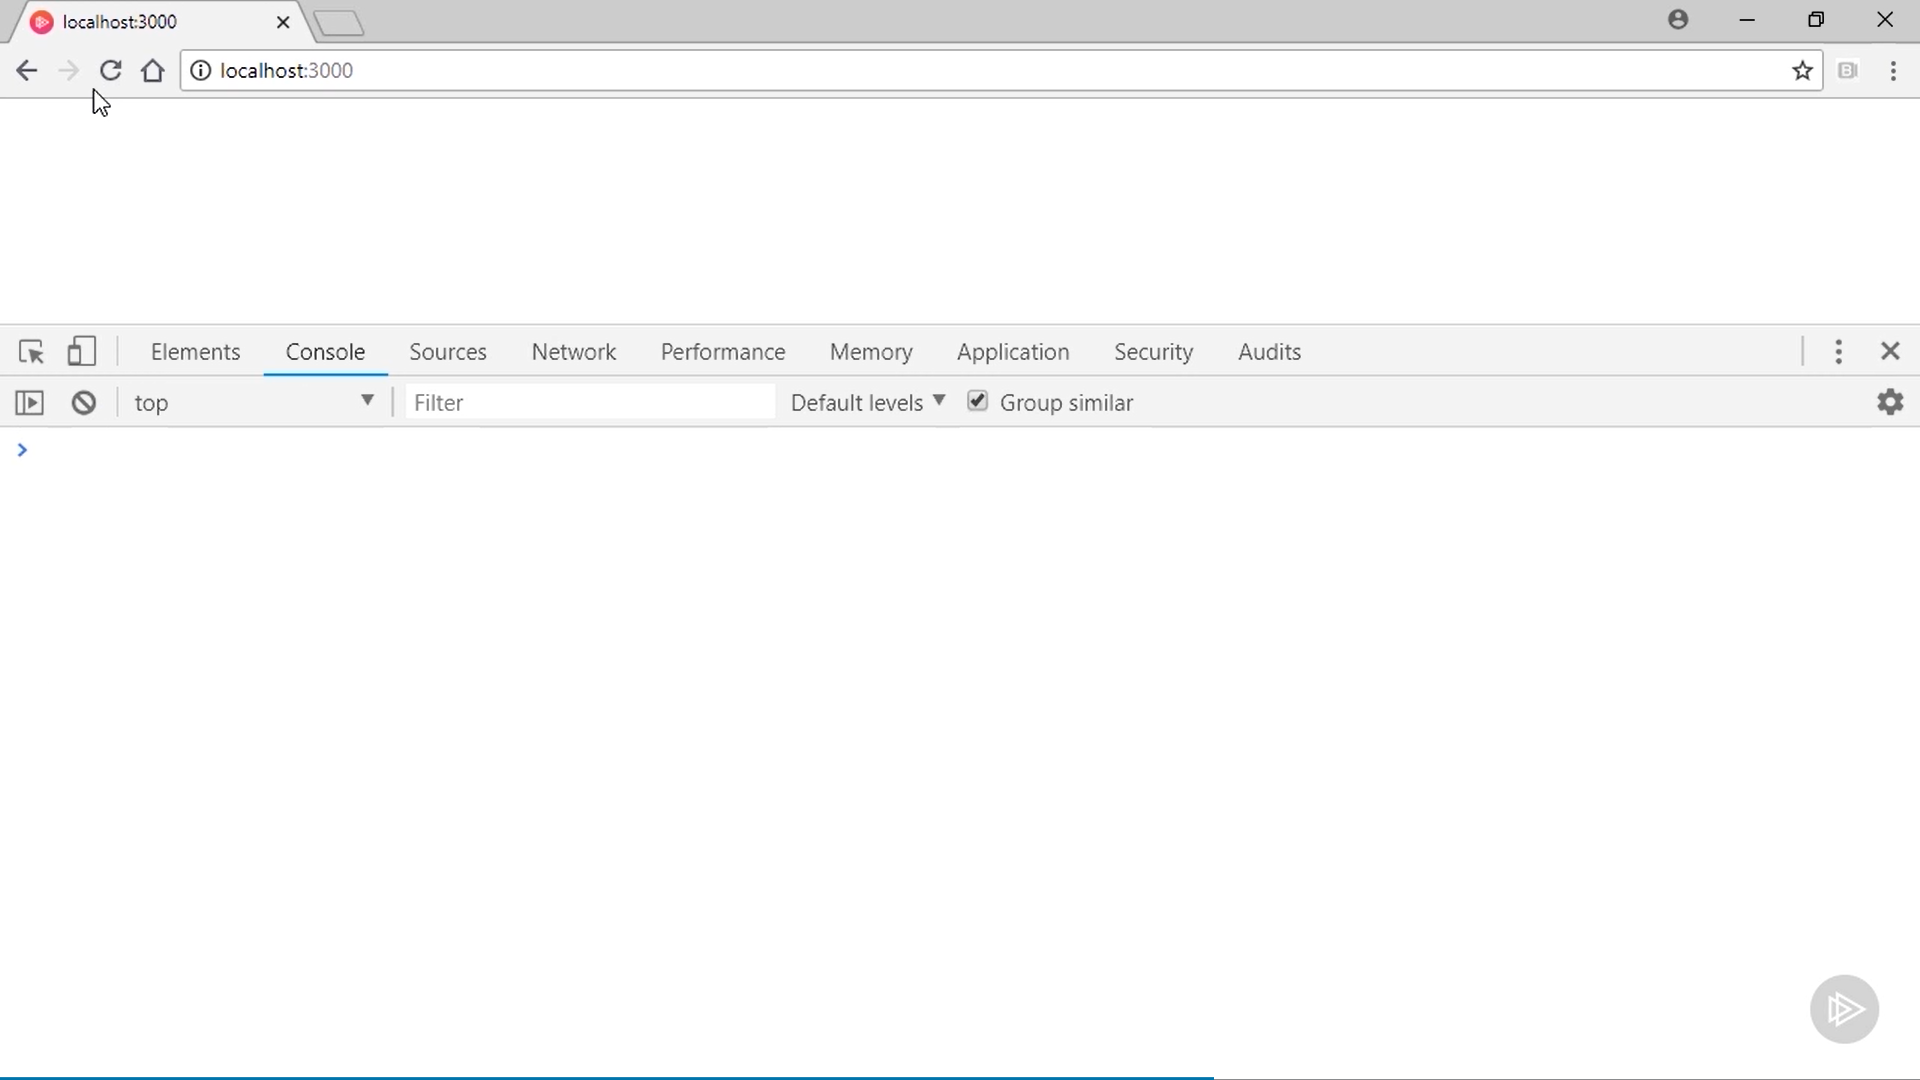 localhost:3000
localhost:3000
Elements Console Sources Network Performance Memory Application Security Audits
top Filter Default levels Group similar